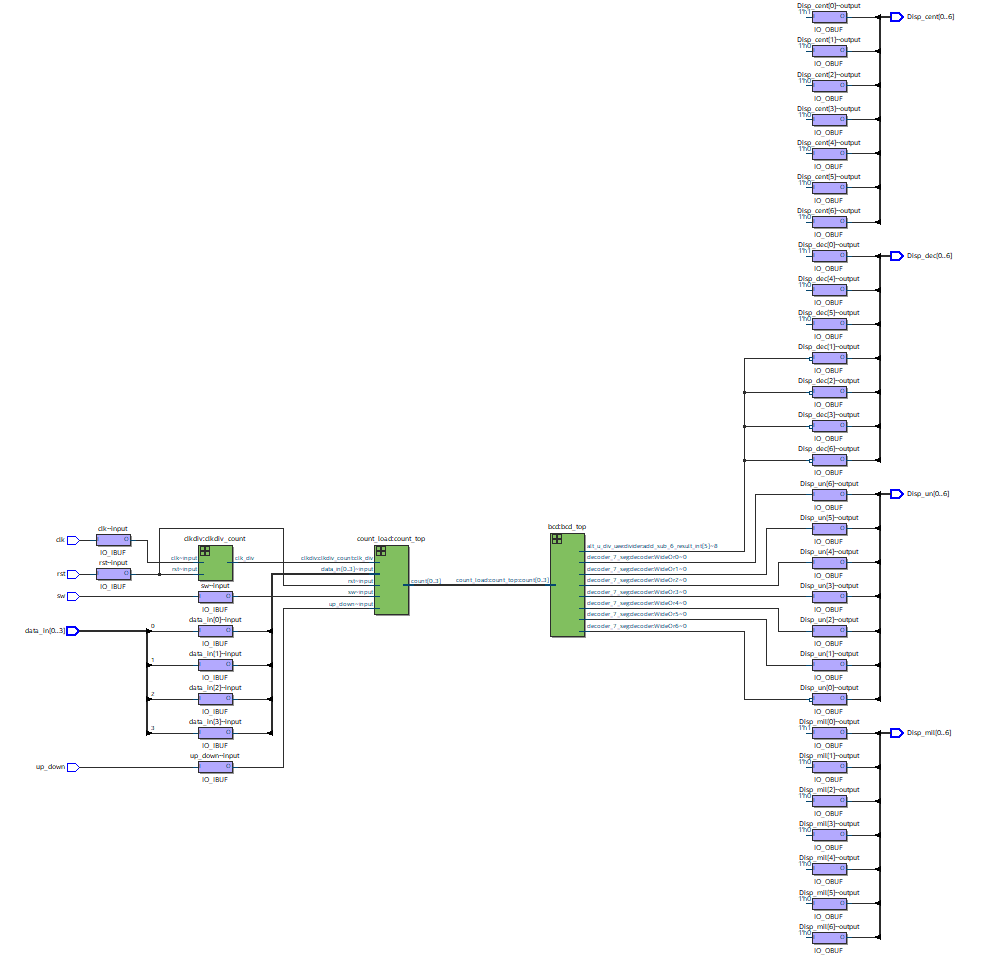 Disp_cent[0]~output
1'h1
IO_OBUF
Disp_cent[0..6]
Disp_cent[1]~output
1'h0
IO_OBUF
Disp_cent[2]~output
1'h0
IO_OBUF
Disp_cent[3]~output
1'h0
IO_OBUF
Disp_cent[4]~output
1'h0
IO_OBUF
Disp_cent[5]~output
1'h0
IO_OBUF
Disp_cent[6]~output
1'h0
IO_OBUF
Disp_dec[0]~output
1'h1
IO_OBUF
Disp_dec[0..6]
Disp_dec[4]~output
1'h0
IO_OBUF
Disp_dec[5]~output
1'h0
IO_OBUF
Disp_dec[1]~output
IO_OBUF
Disp_dec[2]~output
IO_OBUF
Disp_dec[3]~output
IO_OBUF
Disp_dec[6]~output
IO_OBUF
Disp_un[6]~output
IO_OBUF
Disp_un[0..6]
Disp_un[5]~output
IO_OBUF
Disp_un[4]~output
IO_OBUF
Disp_un[3]~output
IO_OBUF
Disp_un[2]~output
IO_OBUF
Disp_un[1]~output
IO_OBUF
Disp_un[0]~output
IO_OBUF
clk
clk~input
IO_IBUF
rst
rst~input
IO_IBUF
clkdiv:clkdiv_count
clk~input
rst~input
clk_div
sw
sw~input
IO_IBUF
data_in[0..3]
0
data_in[0]~input
IO_IBUF
1
data_in[1]~input
IO_IBUF
2
data_in[2]~input
IO_IBUF
3
data_in[3]~input
IO_IBUF
up_down
up_down~input
IO_IBUF
count_load:count_top
clkdiv:clkdiv_count|clk_div
data_in[0..3]~input
rst~input
sw~input
up_down~input
count[0..3]
bcd:bcd_top
count_load:count_top|count[0..3]
decoder_7_seg:decoder|WideOr0~0
decoder_7_seg:decoder|WideOr1~0
decoder_7_seg:decoder|WideOr2~0
decoder_7_seg:decoder|WideOr3~0
decoder_7_seg:decoder|WideOr4~0
decoder_7_seg:decoder|WideOr5~0
decoder_7_seg:decoder|WideOr6~0
Disp_mil[0]~output
1'h1
IO_OBUF
Disp_mil[0..6]
Disp_mil[1]~output
1'h0
IO_OBUF
Disp_mil[2]~output
1'h0
IO_OBUF
Disp_mil[3]~output
1'h0
IO_OBUF
Disp_mil[4]~output
1'h0
IO_OBUF
Disp_mil[5]~output
1'h0
IO_OBUF
Disp_mil[6]~output
1'h0
IO_OBUF